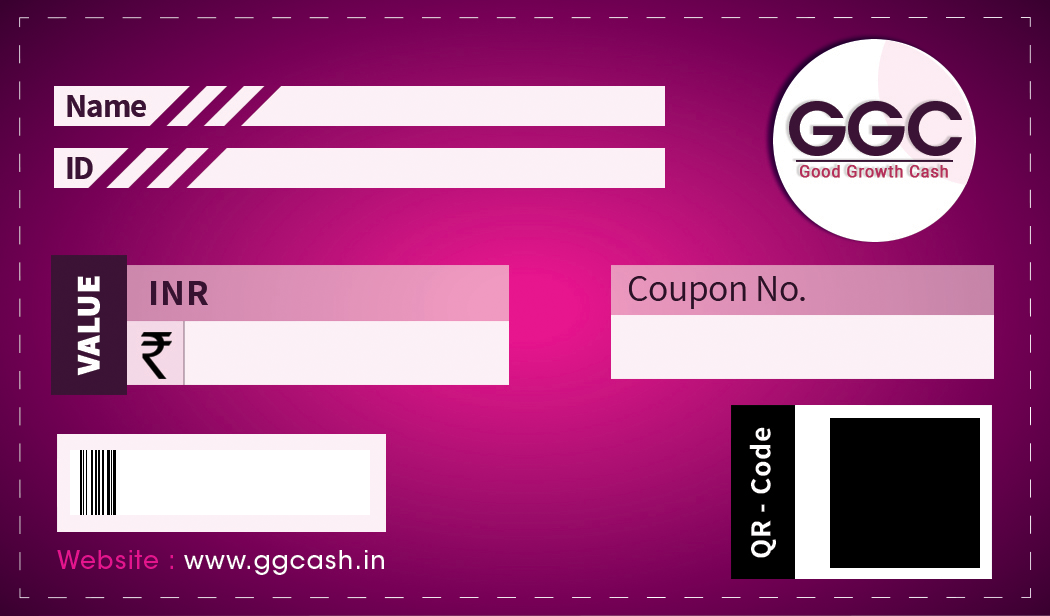 Name
ID
GGC
Good Growth Cash
VALUE
INR
₹
Coupon No.
QR - Code
Website : www.ggcash.in